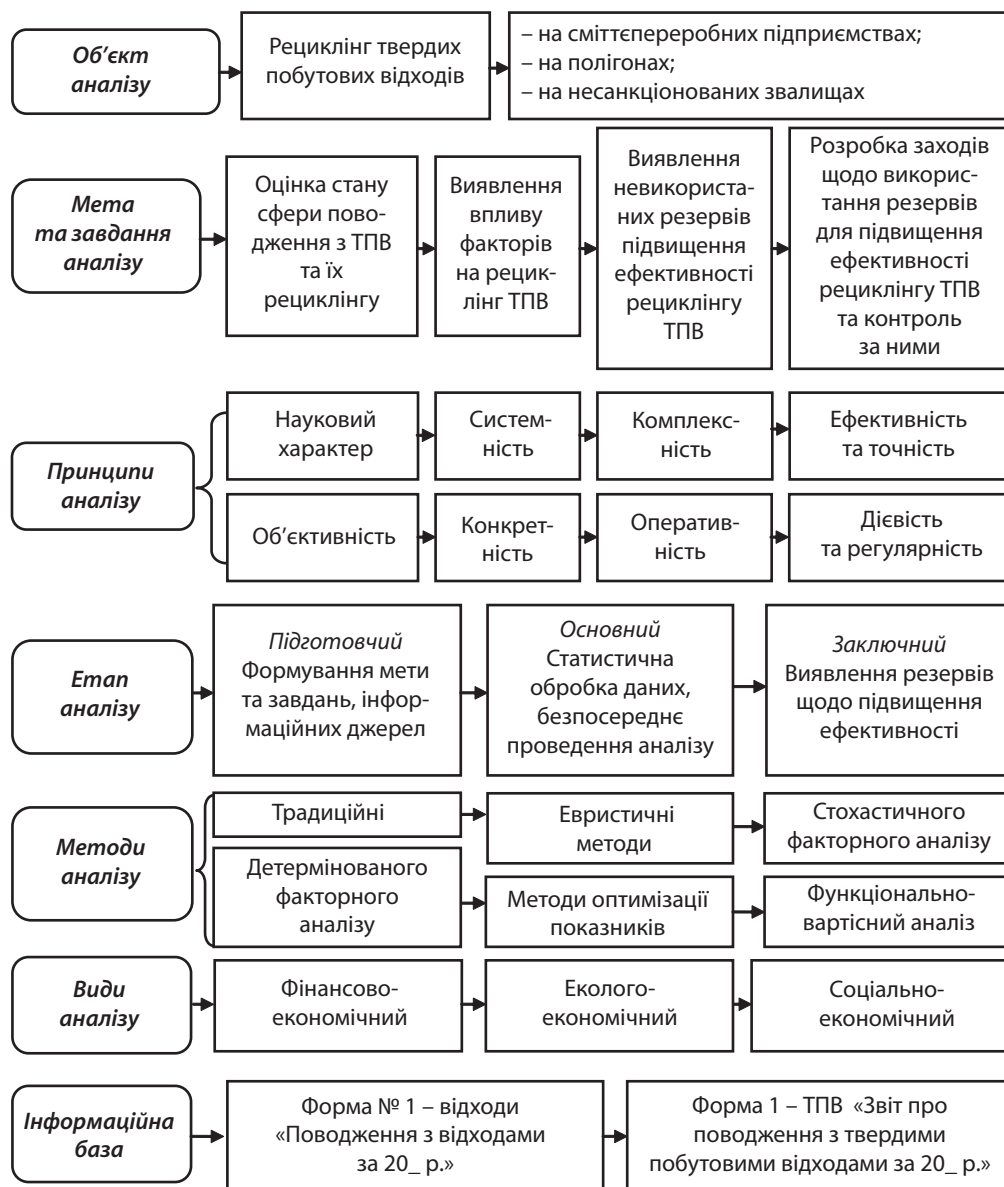 Об’єкт
аналізу
Рециклінг твердих
побутових відходів
– на сміттєпереробних підприємствах;
– на полігонах;
– на несанкціонованих звалищах
Мета
та завдання
аналізу
Оцінка стану
сфери пово-
дження з ТПВ
та їх
рециклінгу
Виявлення
впливу
факторів
на рецик-
лінг ТПВ
Виявлення
невикориста-
них резервів
підвищення
ефективності
рециклінгу
ТПВ
Розробка заходів
щодо викорис-
тання резервів
для підвищення
ефективності
рециклінгу ТПВ
та контроль
за ними
Принципи
аналізу
Науковий
характер
Систем-
ність
Комплекс-
ність
Ефективність
та точність
Об’єктивність
Конкрет-
ність
Оператив-
ність
Дієвість
та регулярність
Етап
аналізу
Підготовчий
Формування мети
та завдань, інфор-
маційних джерел
Основний
Статистична
обробка даних,
безпосереднє
проведення аналізу
Заключний
Виявлення резервів
щодо підвищення
ефективності
Методи
аналізу
Традиційні
Евристичні
методи
Стохастичного
факторного аналізу
Детермінованого
факторного
аналізу
Методи оптимізації
показників
Функціонально-
вартісний аналіз
Види
аналізу
Фінансово-
економічний
Еколого-
економічний
Соціально-
економічний
Інформаційна
база
Форма № 1 – відходи
«Поводження з відходами
за 20_ р.»
Форма 1 – ТПВ «Звіт про
поводження з твердими
побутовими відходами за 20_ р.»